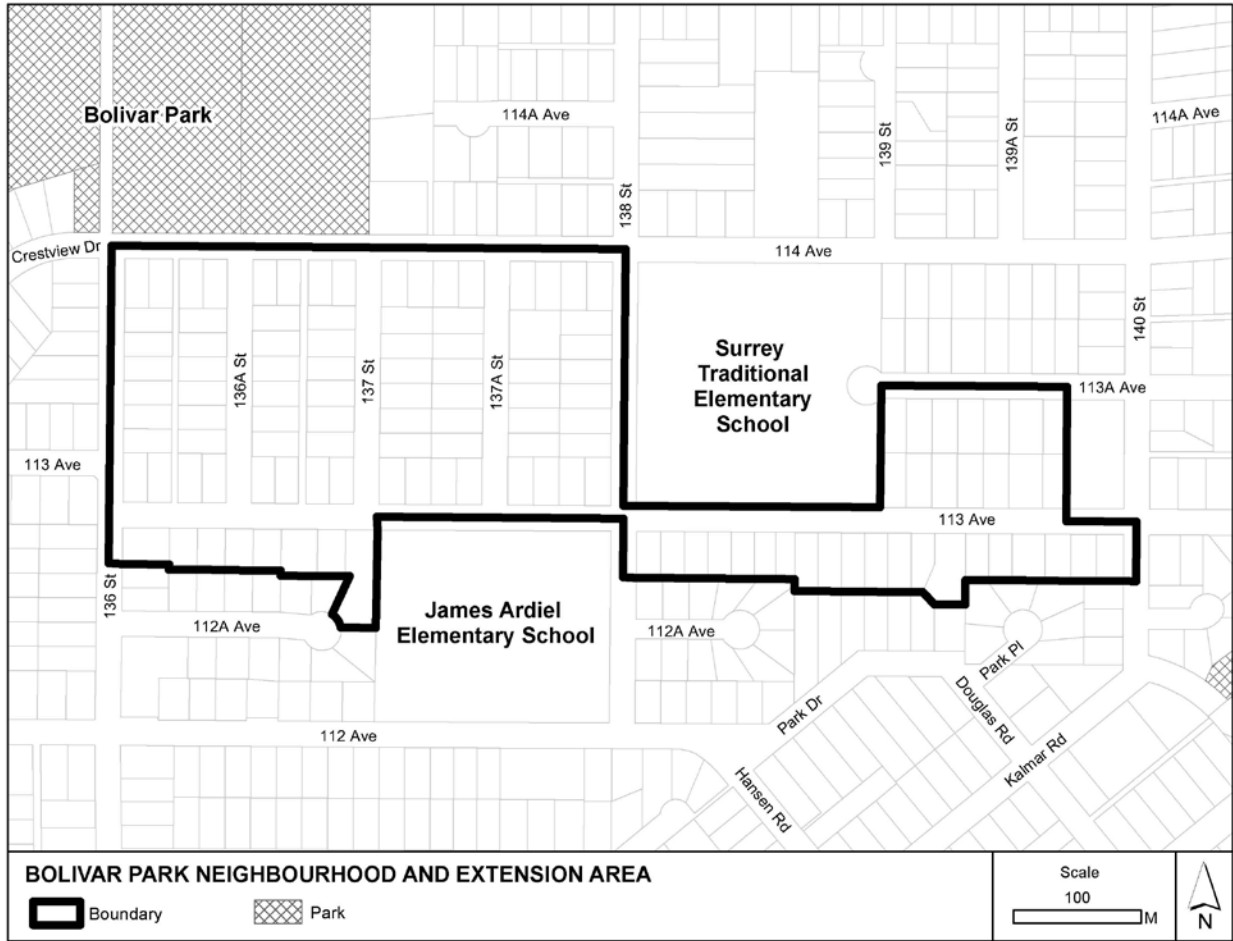 Bolivar Park
114A Ave
114A Ave
139 St
139A St
138 St
Crestview Dr
114 Ave
140 St
136A St
137 St
137A St
Surrey
Traditional
Elementary
School
113A Ave
113 Ave
113 Ave
136 St
112A Ave
James Ardiel
Elementary School
112A Ave
Park Pl
Park Dr
Douglas Rd
112 Ave
Kalmar Rd
Hansen Rd
BOLIVAR PARK NEIGHBOURHOOD AND EXTENSION AREA
Boundary
Park
Scale
100
M
N